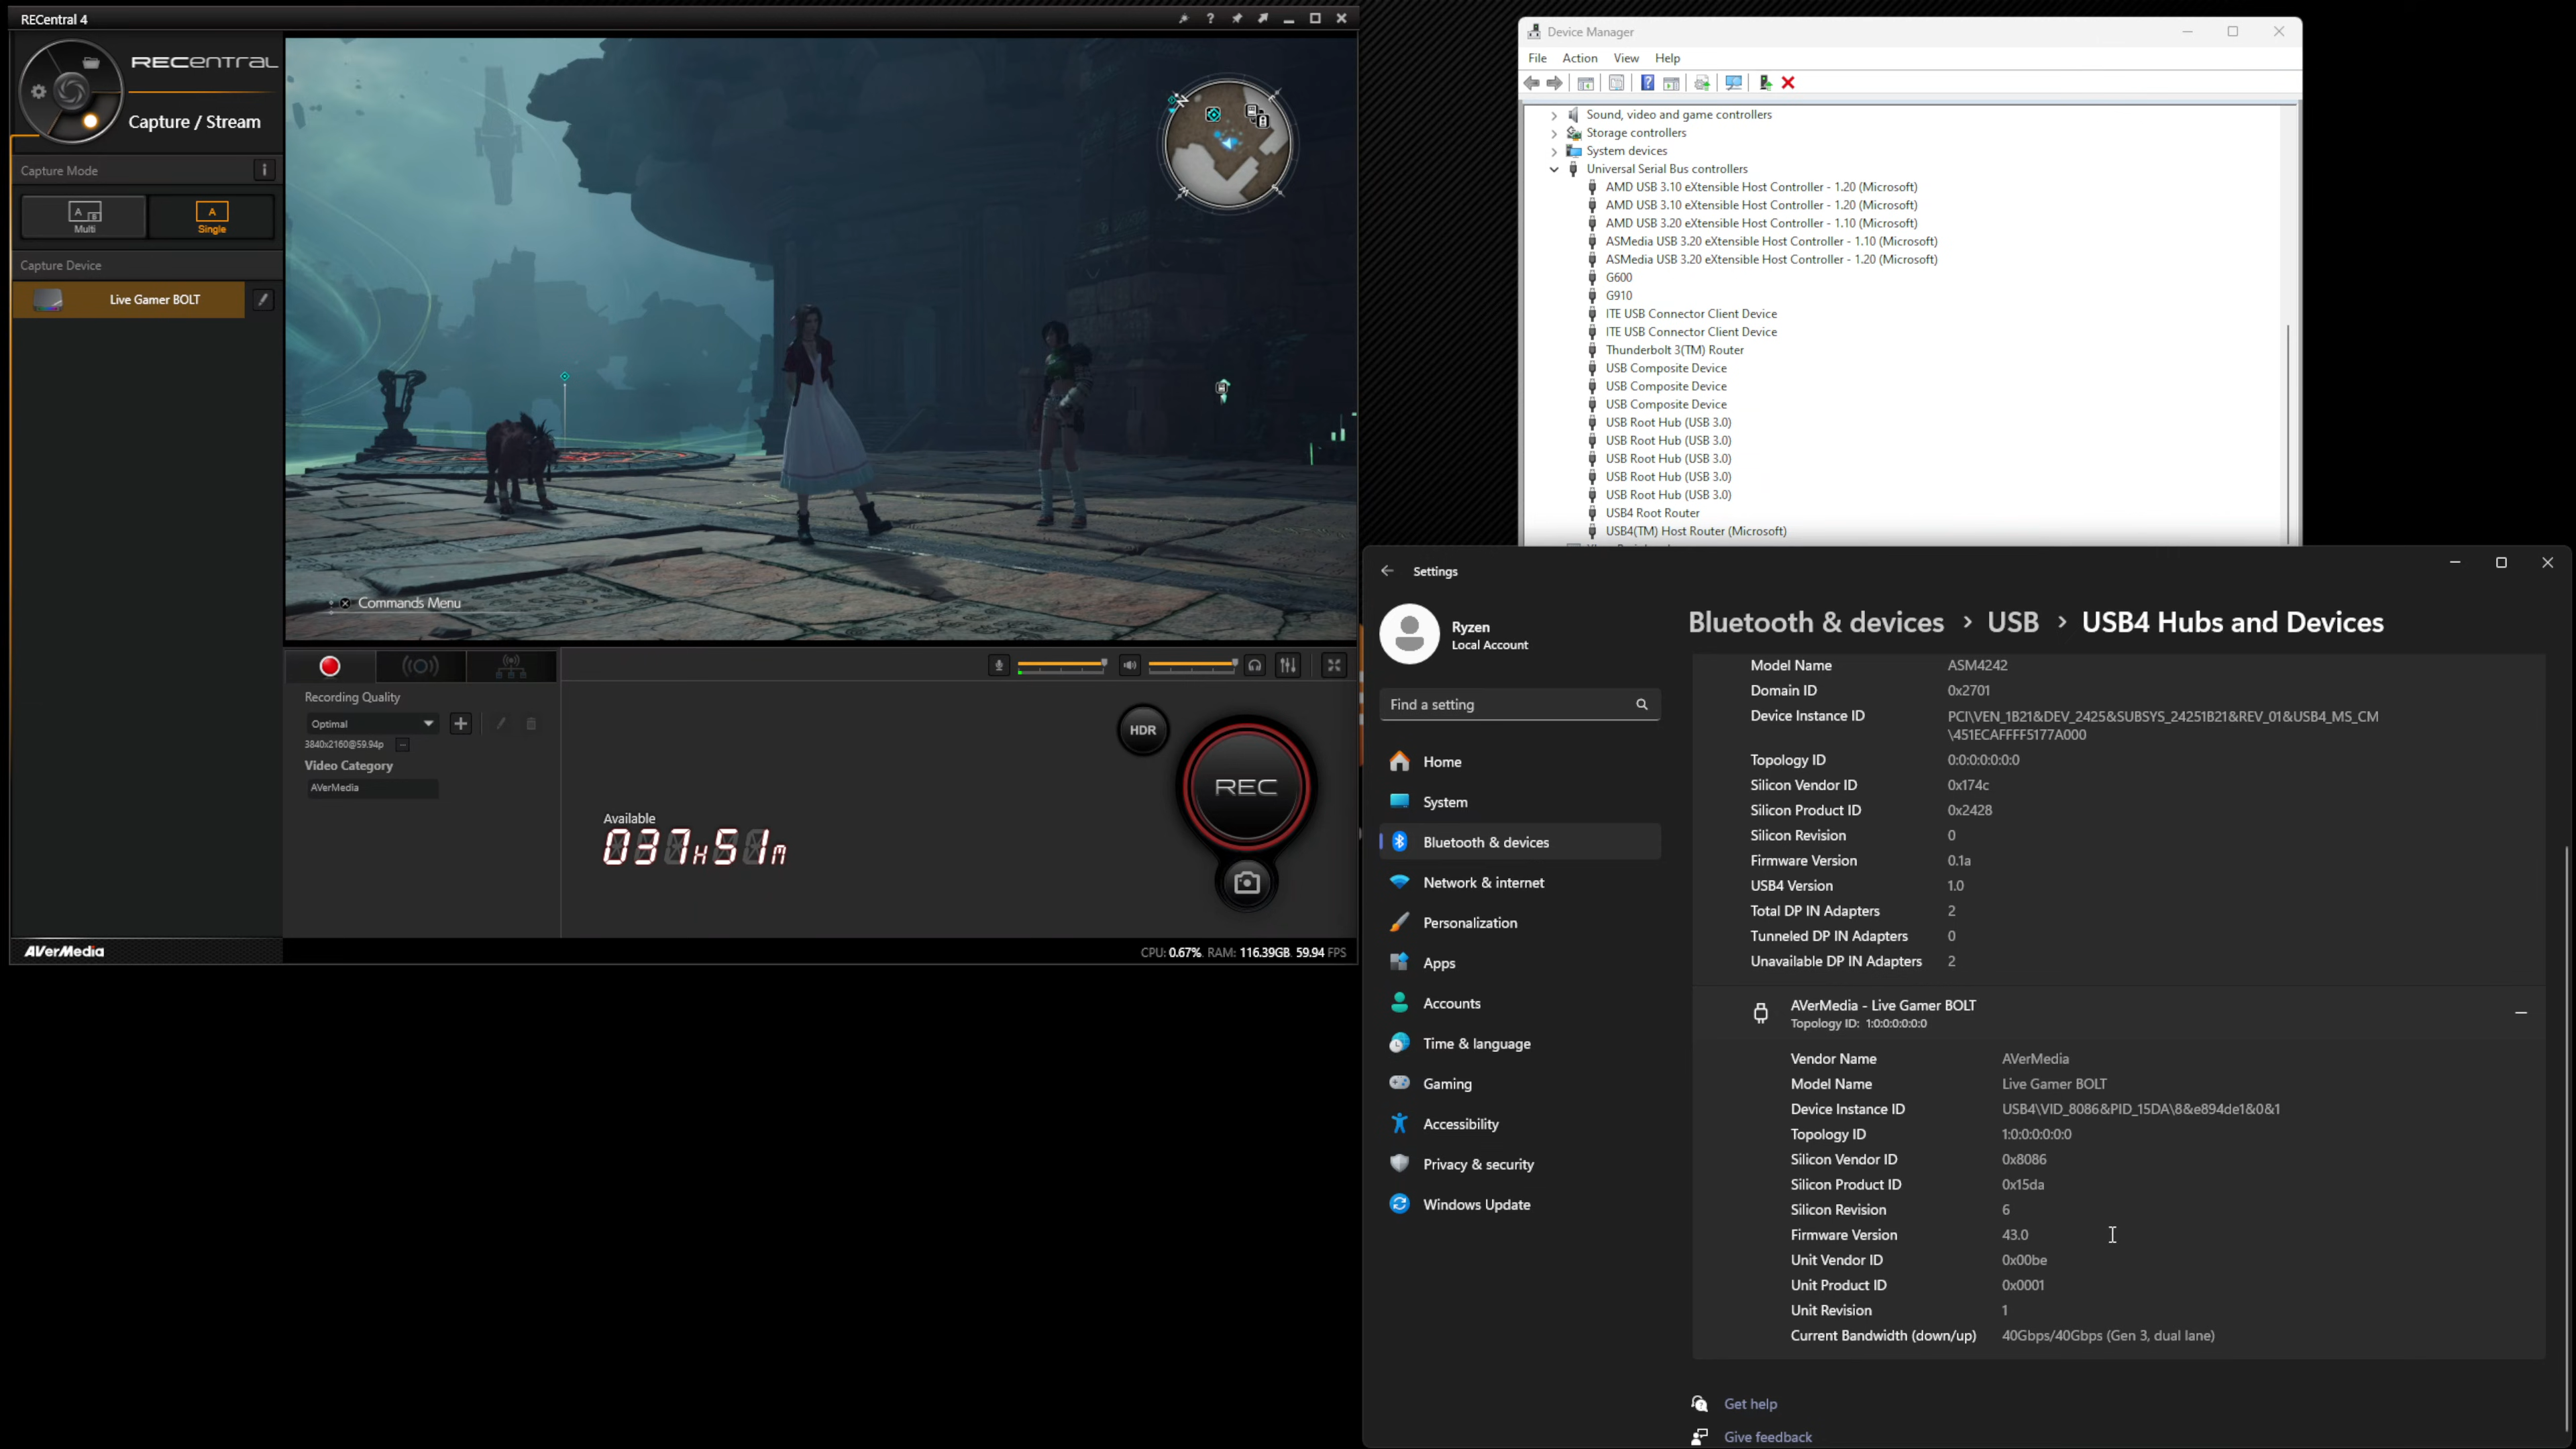 RECentral 4
RECENTRAL
Capture / Stream
Capture Mode
i
A B
Multi
A
Single
Capture Device
Live Gamer BOLT
Commands Menu
Recording Quality
Optimal
3840x2160@59.94p
Video Category
AVerMedia
Available
037H51M
HDR
REC
AVerMedia
CPU: 0.67% RAM: 116.39GB 59.94 FPS
Device Manager
File Action View Help
Sound, video and game controllers
Storage controllers
System devices
Universal Serial Bus controllers
AMD USB 3.10 eXtensible Host Controller - 1.20 (Microsoft)
AMD USB 3.10 eXtensible Host Controller - 1.20 (Microsoft)
AMD USB 3.20 eXtensible Host Controller - 1.10 (Microsoft)
ASMedia USB 3.20 eXtensible Host Controller - 1.10 (Microsoft)
ASMedia USB 3.20 eXtensible Host Controller - 1.20 (Microsoft)
G600
G910
ITE USB Connector Client Device
ITE USB Connector Client Device
Thunderbolt 3(TM) Router
USB Composite Device
USB Composite Device
USB Composite Device
USB Root Hub (USB 3.0)
USB Root Hub (USB 3.0)
USB Root Hub (USB 3.0)
USB Root Hub (USB 3.0)
USB Root Hub (USB 3.0)
USB4 Root Router
USB4(TM) Host Router (Microsoft)
Settings
Ryzen
Local Account
Find a setting
Home
System
Bluetooth & devices
Network & internet
Personalization
Apps
Accounts
Time & language
Gaming
Accessibility
Privacy & security
Windows Update
Bluetooth & devices > USB > USB4 Hubs and Devices
Model Name ASM4242
Domain ID 0x2701
Device Instance ID PCI\VEN_1B21&DEV_2425&SUBSYS_24251B21&REV_01&USB4_MS_CM
\451ECAFFFF5177A000
Topology ID 0:0:0:0:0:0:0
Silicon Vendor ID 0x174c
Silicon Product ID 0x2428
Silicon Revision 0
Firmware Version 0.1a
USB4 Version 1.0
Total DP IN Adapters 2
Tunneled DP IN Adapters 0
Unavailable DP IN Adapters 2
AVerMedia - Live Gamer BOLT
Topology ID: 1:0:0:0:0:0:0
Vendor Name AVerMedia
Model Name Live Gamer BOLT
Device Instance ID USB4\VID_8086&PID_15DA\8&e894de1&0&1
Topology ID 1:0:0:0:0:0:0
Silicon Vendor ID 0x8086
Silicon Product ID 0x15da
Silicon Revision 6
Firmware Version 43.0
Unit Vendor ID 0x00be
Unit Product ID 0x0001
Unit Revision 1
Current Bandwidth (down/up) 40Gbps/40Gbps (Gen 3, dual lane)
Get help
Give feedback